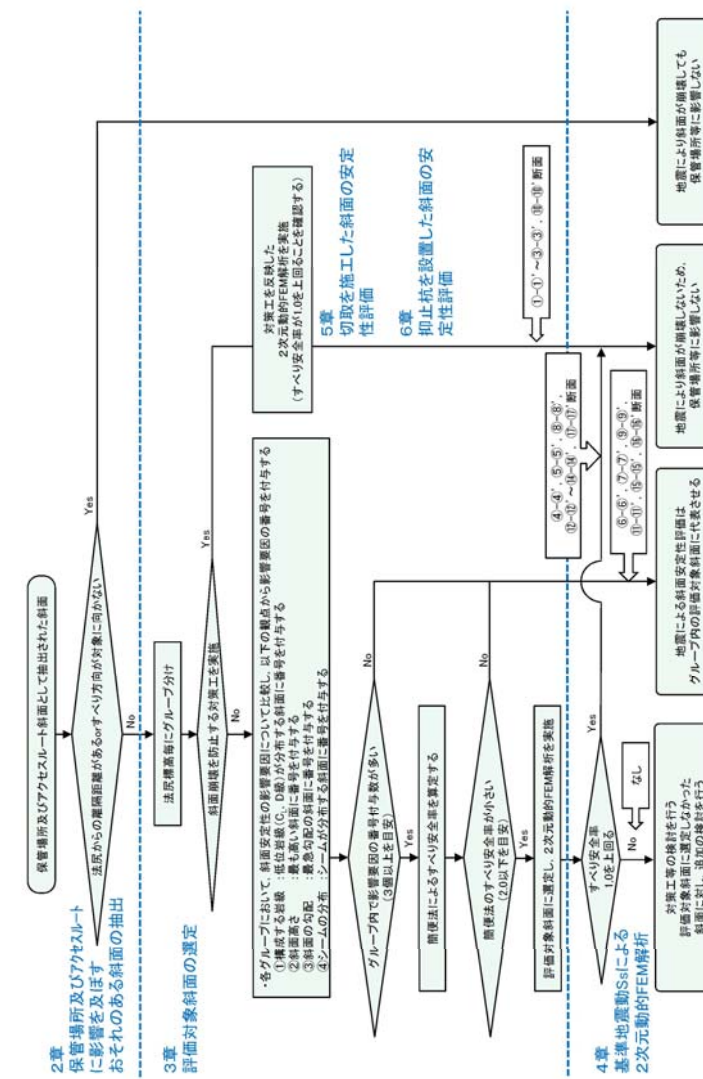 2章
保管場所及びアクセスルート
に影響を及ぼす
おそれのある斜面の抽出
保管場所及びアクセスルート斜面として抽出された斜面
法尻からの離隔距離があるorすべり方向が対象に向かない
Yes
No
3章
評価対象斜面の選定
法尻標高毎にグループ分け
斜面崩壊を防止する対策工を実施
Yes
No
対策工を反映した
2次元動的FEM解析を実施
(すべり安全率が1.0を上回ることを確認する)
5章
切取を施工した斜面の安
定性評価
6章
抑止杭を設置した斜面の安
定性評価
・各グループにおいて, 斜面安定性の影響要因について比較し, 以下の観点から影響要因の番号を付与する
①構成する岩級 :低位岩級(C, D級)が分布する斜面に番号を付与する
②斜面高さ :最も高い斜面に番号を付与する
③斜面の勾配 :最急勾配の斜面に番号を付与する
④シームの分布 :シームが分布する斜面に番号を付与する
グループ内で影響要因の番号付与数が多い
(3個以上を目安)
No
Yes
簡便法によるすべり安全率を算定する
簡便法のすべり安全率が小さい
(2.0以下を目安)
No
Yes
評価対象斜面に選定し, 2次元動的FEM解析を実施
①-①'~③-③', ⑩-⑩'断面
④-④', ⑤-⑤', ⑧-⑧',
⑫-⑫'~⑭-⑭', ⑰-⑰'断面
⑥-⑥', ⑦-⑦', ⑨-⑨',
⑪-⑪', ⑮-⑮', ⑯-⑯'断面
4章
基準地震動Ssによる
2次元動的FEM解析
すべり安全率
1.0を上回る
Yes
No
なし
対策工等の検討を行う
評価対象斜面に選定しなかった
斜面に対し, 追加の検討を行う
地震による斜面安定性評価は
グループ内の評価対象斜面に代表させる
地震により斜面が崩壊しないため,
保管場所等に影響しない
地震により斜面が崩壊しても
保管場所等に影響しない